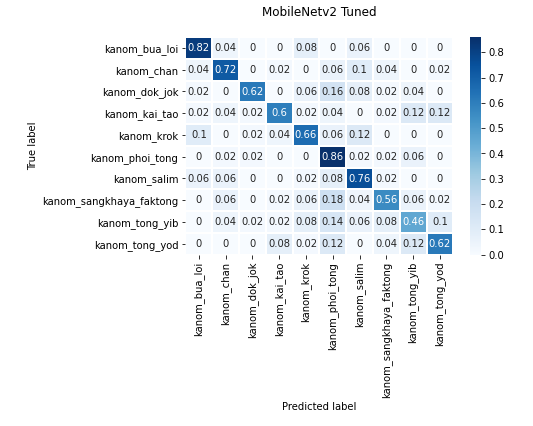 MobileNetv2 Tuned
True label
kanom_bua_loi 0.82 0.04 0 0 0.08 0 0.06 0 0 0
kanom_chan 0.04 0.72 0 0.02 0 0.06 0.1 0.04 0 0.02
kanom_dok_jok 0.02 0 0.62 0 0.06 0.16 0.08 0.02 0.04 0
kanom_kai_tao 0.02 0.04 0.02 0.6 0.02 0.04 0 0.02 0.12 0.12
kanom_krok 0.1 0 0.02 0.04 0.66 0.06 0.12 0 0 0
kanom_phoi_tong 0 0.02 0.02 0 0 0.86 0.02 0.02 0.06 0
kanom_salim 0.06 0.06 0 0 0.02 0.08 0.76 0.02 0 0
kanom_sangkhaya_faktong 0 0.06 0 0.02 0.06 0.18 0.04 0.56 0.06 0.02
kanom_tong_yib 0 0.04 0.02 0.02 0.08 0.14 0.06 0.08 0.46 0.1
kanom_tong_yod 0 0 0 0.08 0.02 0.12 0 0.04 0.12 0.62
kanom_bua_loi
kanom_chan
kanom_dok_jok
kanom_kai_tao
kanom_krok
kanom_phoi_tong
kanom_salim
kanom_sangkhaya_faktong
kanom_tong_yib
kanom_tong_yod
Predicted label
0.8
0.7
0.6
0.5
0.4
0.3
0.2
0.1
0.0